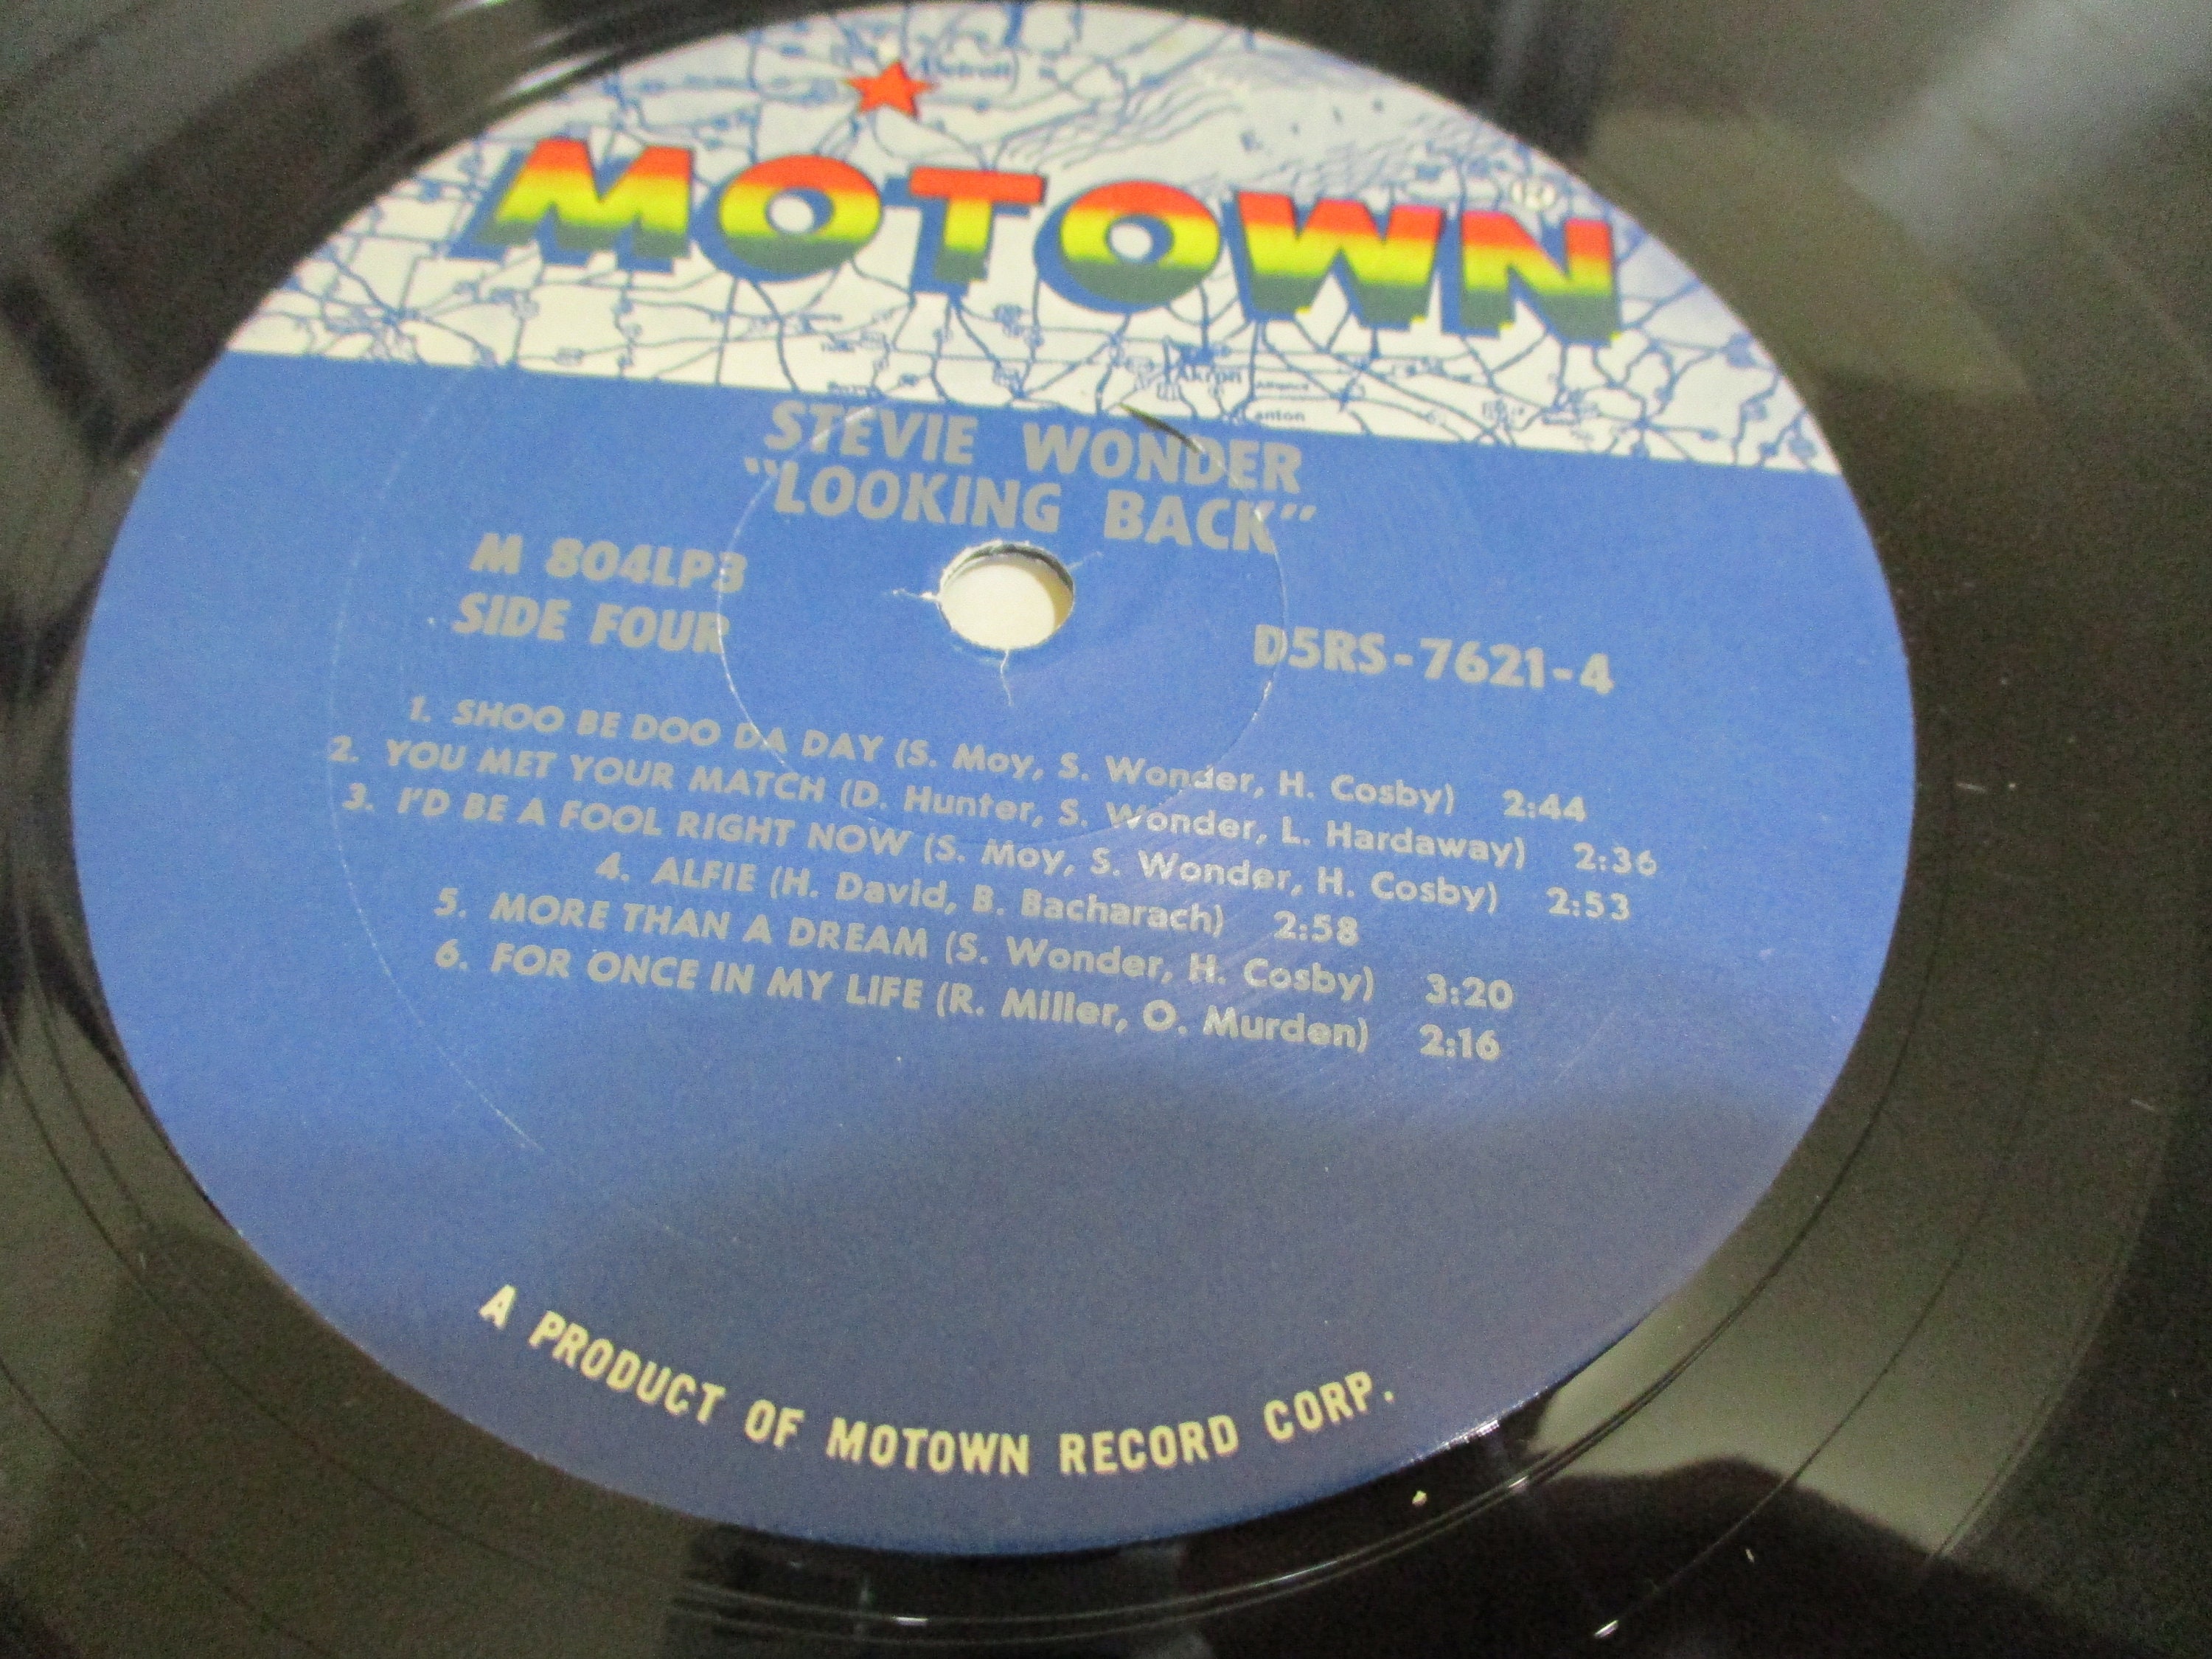 Detroit
MOTOWN
Akron
STEVIE WONDER
"LOOKING BACK"
M 804LP3
SIDE FOUR
D5RS-7621-4
1. SHOO BE DOO DA DAY (S. Moy, S. Wonder, H. Cosby) 2:44
2. YOU MET YOUR MATCH (D. Hunter, S. Wonder, L. Hardaway) 2:36
3. I'D BE A FOOL RIGHT NOW (S. Moy, S. Wonder, H. Cosby) 2:53
4. ALFIE (H. David, B. Bacharach) 2:58
5. MORE THAN A DREAM (S. Wonder, H. Cosby) 3:20
6. FOR ONCE IN MY LIFE (R. Miller, O. Murden) 2:16
A PRODUCT OF MOTOWN RECORD CORP.